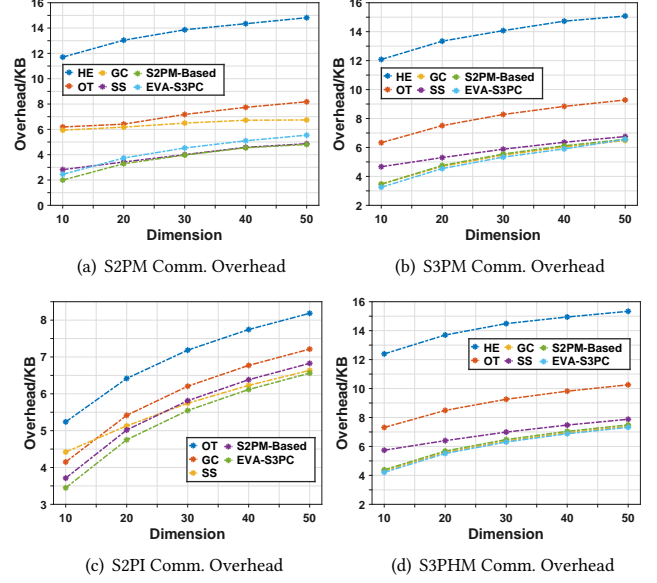 16
14
12
10
8
6
4
2
0
Overhead/KB
HE GC S2PM-Based
OT SS EVA-S3PC
10 20 30 40 50
Dimension
(a) S2PM Comm. Overhead
16
14
12
10
8
6
4
2
Overhead/KB
HE GC S2PM-Based
OT SS EVA-S3PC
10 20 30 40 50
Dimension
(b) S3PM Comm. Overhead
8
7
6
5
4
3
Overhead/KB
OT S2PM-Based
GC EVA-S3PC
SS
10 20 30 40 50
Dimension
(c) S2PI Comm. Overhead
16
14
12
10
8
6
4
2
Overhead/KB
HE GC S2PM-Based
OT SS EVA-S3PC
10 20 30 40 50
Dimension
(d) S3PHM Comm. Overhead